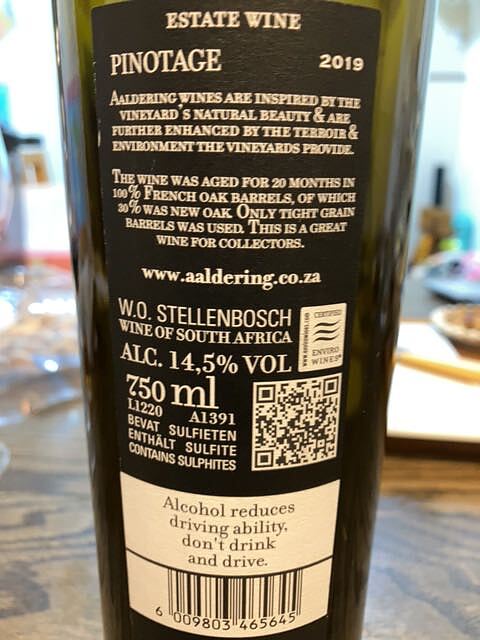 ESTATE WINE
PINOTAGE 2019
AALDERING WINES ARE INSPIRED BY THE
VINEYARD'S NATURAL BEAUTY & ARE
FURTHER ENHANCED BY THE TERROIR &
ENVIRONMENT THE VINEYARDS PROVIDE.
THE WINE WAS AGED FOR 20 MONTHS IN
100% FRENCH OAK BARRELS, OF WHICH
30% WAS NEW OAK. ONLY TIGHT GRAIN
BARRELS WAS USED. THIS IS A GREAT
WINE FOR COLLECTORS.
www.aaldering.co.za
W.O. STELLENBOSCH
WINE OF SOUTH AFRICA
ALC. 14,5% VOL
CERTIFIED
ENVIRO
WINES
750 ml
L1220 A1391
BEVAT SULFIETEN
ENTHÄLT SULFITE
CONTAINS SULPHITES
Alcohol reduces
driving ability,
don't drink
and drive.
6 009803 465645